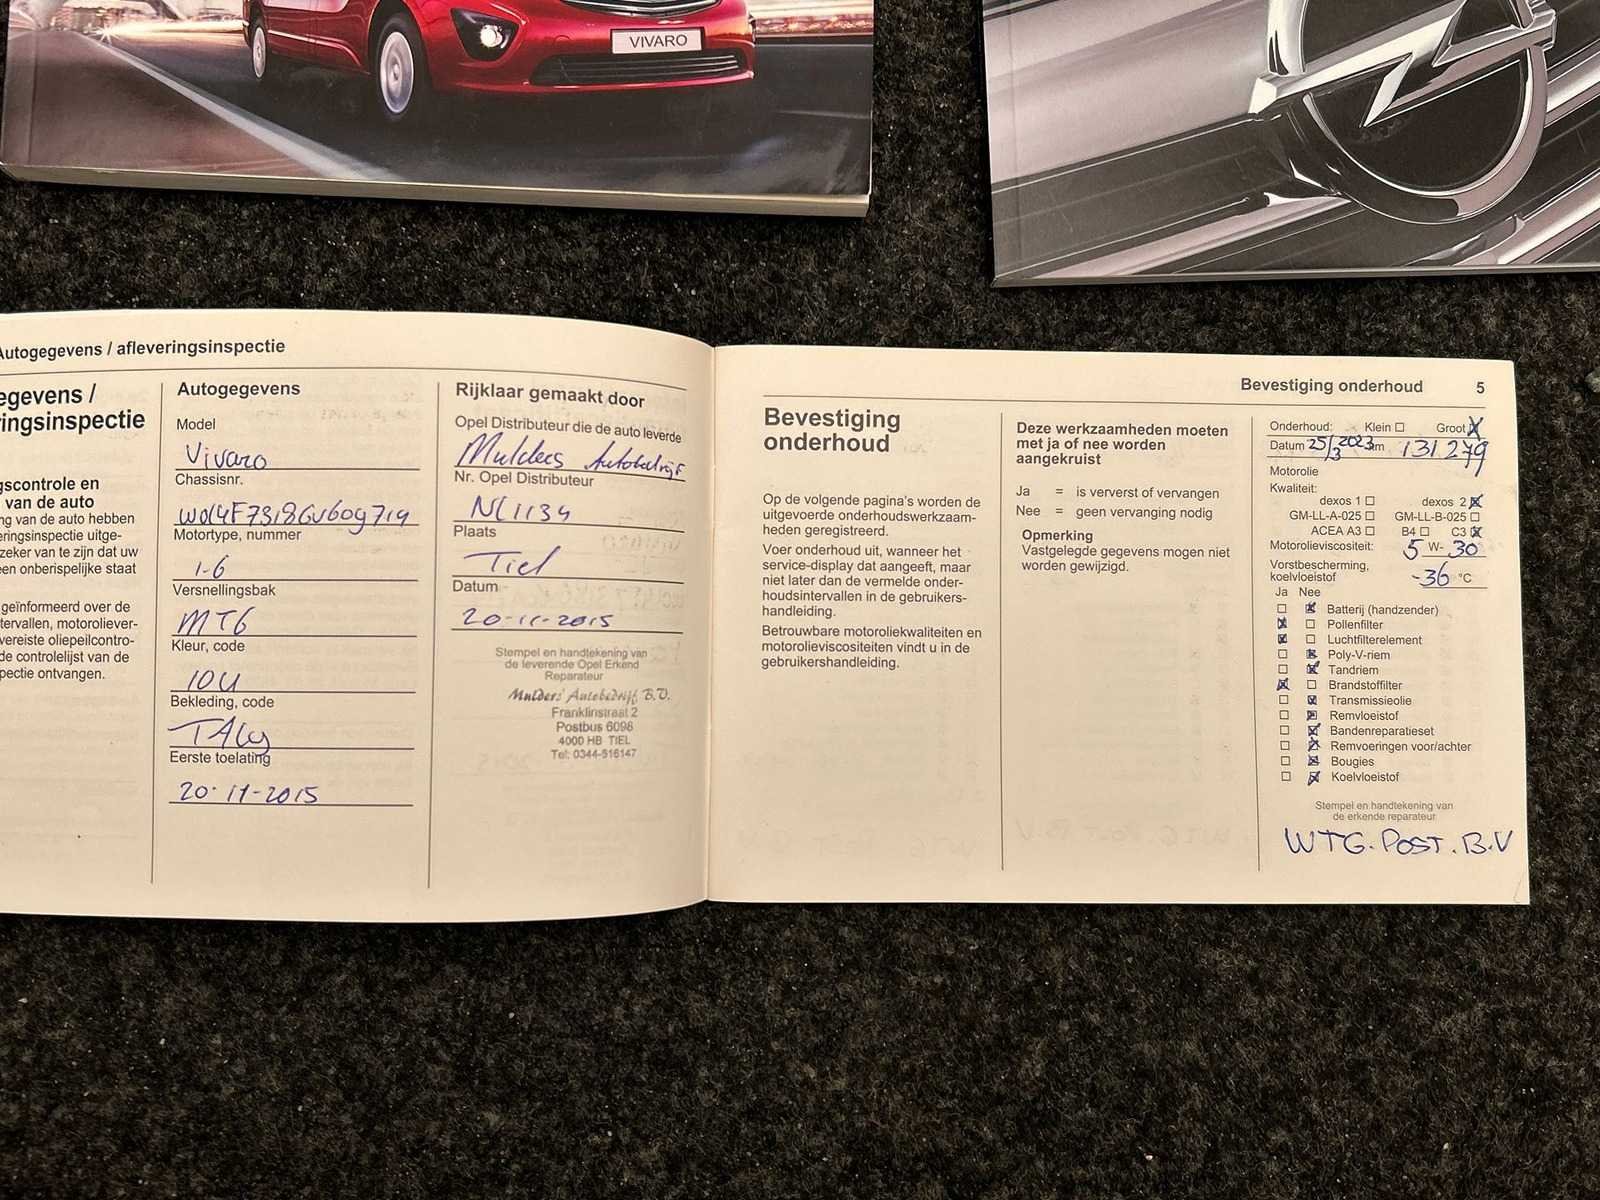 VIVARO
Autogegevens / afleveringsinspectie
egevens /
ringsinspectie
gscontrole en
van de auto
ng van de auto hebben
eringsinspectie uitge-
zeker van te zijn dat uw
een onberispelijke staat
geïnformeerd over de
tervallen, motoroliever-
vereiste oliepeilcontro-
de controlelijst van de
pectie ontvangen.
Autogegevens
Model
Vivaro
Chassisnr.
Motortype, nummer
1-6
Versnellingsbak
MT6
Kleur, code
10U
Bekleding, code
Eerste toelating
20-11-2015
Rijklaar gemaakt door
Opel Distributeur die de auto leverde
Mulders Autobedrijf
Nr. Opel Distributeur
NL1134
Plaats
Tiel
Datum
20-11-2015
Stempel en handtekening van
de leverende Opel Erkend
Reparateur
Mulders' Autobedrijf B.V.
Franklinstraat 2
Postbus 6098
4000 HB TIEL
Tel: 0344-516147
Bevestiging onderhoud 5
Bevestiging
onderhoud
Op de volgende pagina's worden de
uitgevoerde onderhoudswerkzaam-
heden geregistreerd.
Voer onderhoud uit, wanneer het
service-display dat aangeeft, maar
niet later dan de vermelde onder-
houdsintervallen in de gebruikers-
handleiding.
Betrouwbare motoroliekwaliteiten en
motorolieviscositeiten vindt u in de
gebruikershandleiding.
Deze werkzaamheden moeten
met ja of nee worden
aangekruist
Ja = is ververst of vervangen
Nee = geen vervanging nodig
Opmerking
Vastgelegde gegevens mogen niet
worden gewijzigd.
Onderhoud: Klein Groot
Datum 25/3 2023 km 131 279
Motorolie
Kwaliteit:
dexos 1 dexos 2
GM-LL-A-025 GM-LL-B-025
ACEA A3 B4 C3
Motorolieviscositeit: 5 W- 30
Vorstbescherming,
koelvloeistof -36 °C
Ja Nee
Batterij (handzender)
Pollenfilter
Luchtfilterelement
Poly-V-riem
Tandriem
Brandstoffilter
Transmissieolie
Remvloeistof
Bandenreparatieset
Remvoeringen voor/achter
Bougies
Koelvloeistof
Stempel en handtekening van
de erkende reparateur
WTG. POST. B.V